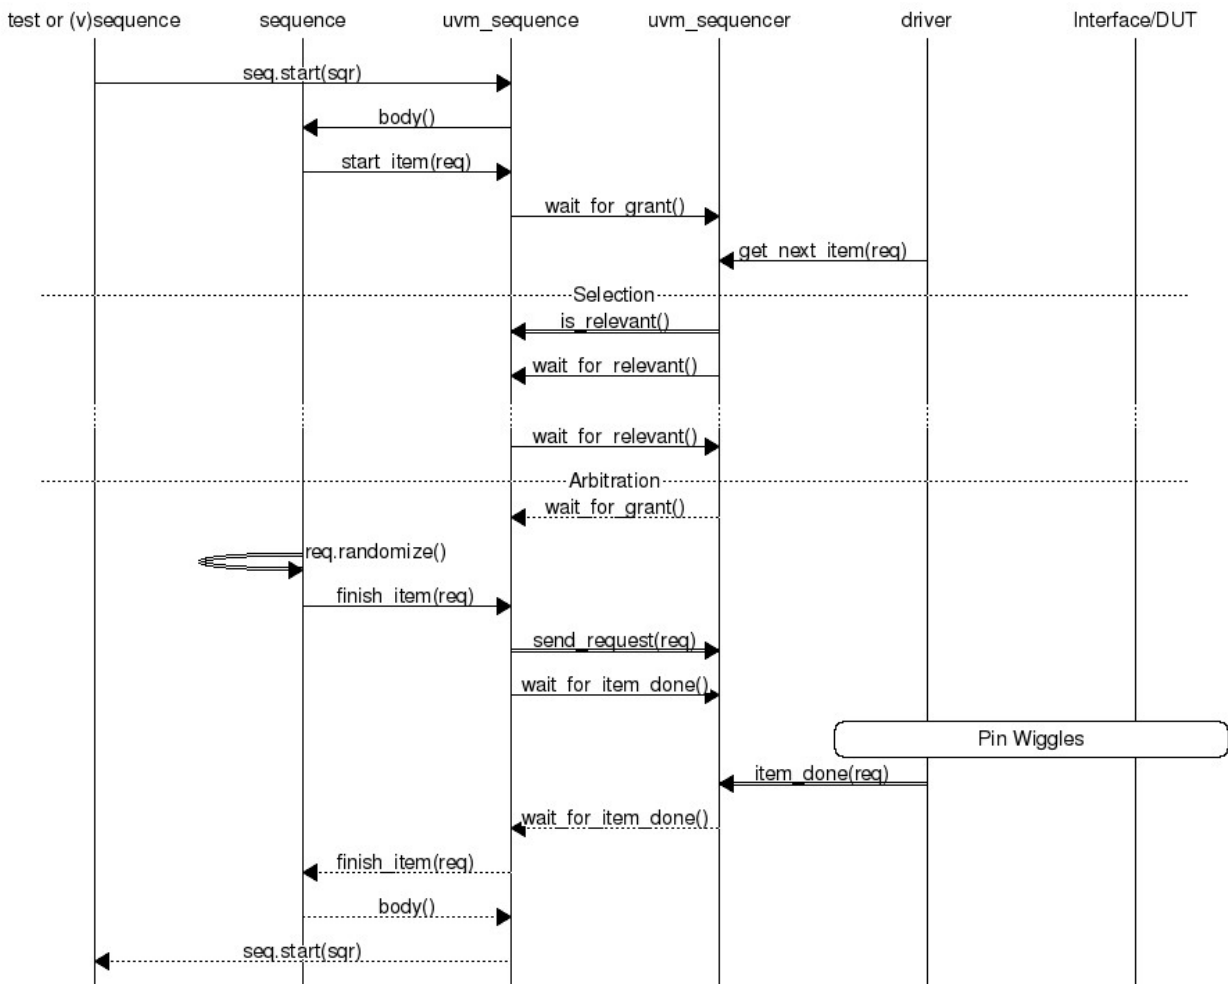 test or (v)sequence sequence uvm_sequence uvm_sequencer driver Interface/DUT
seq.start(sqr)
body()
start_item(req)
wait_for_grant()
get_next_item(req)
Selection
is_relevant()
wait_for_relevant()
wait_for_relevant()
Arbitration
wait_for_grant()
req.randomize()
finish_item(req)
send_request(req)
wait_for_item_done()
Pin Wiggles
item_done(req)
wait_for_item_done()
finish_item(req)
body()
seq.start(sqr)